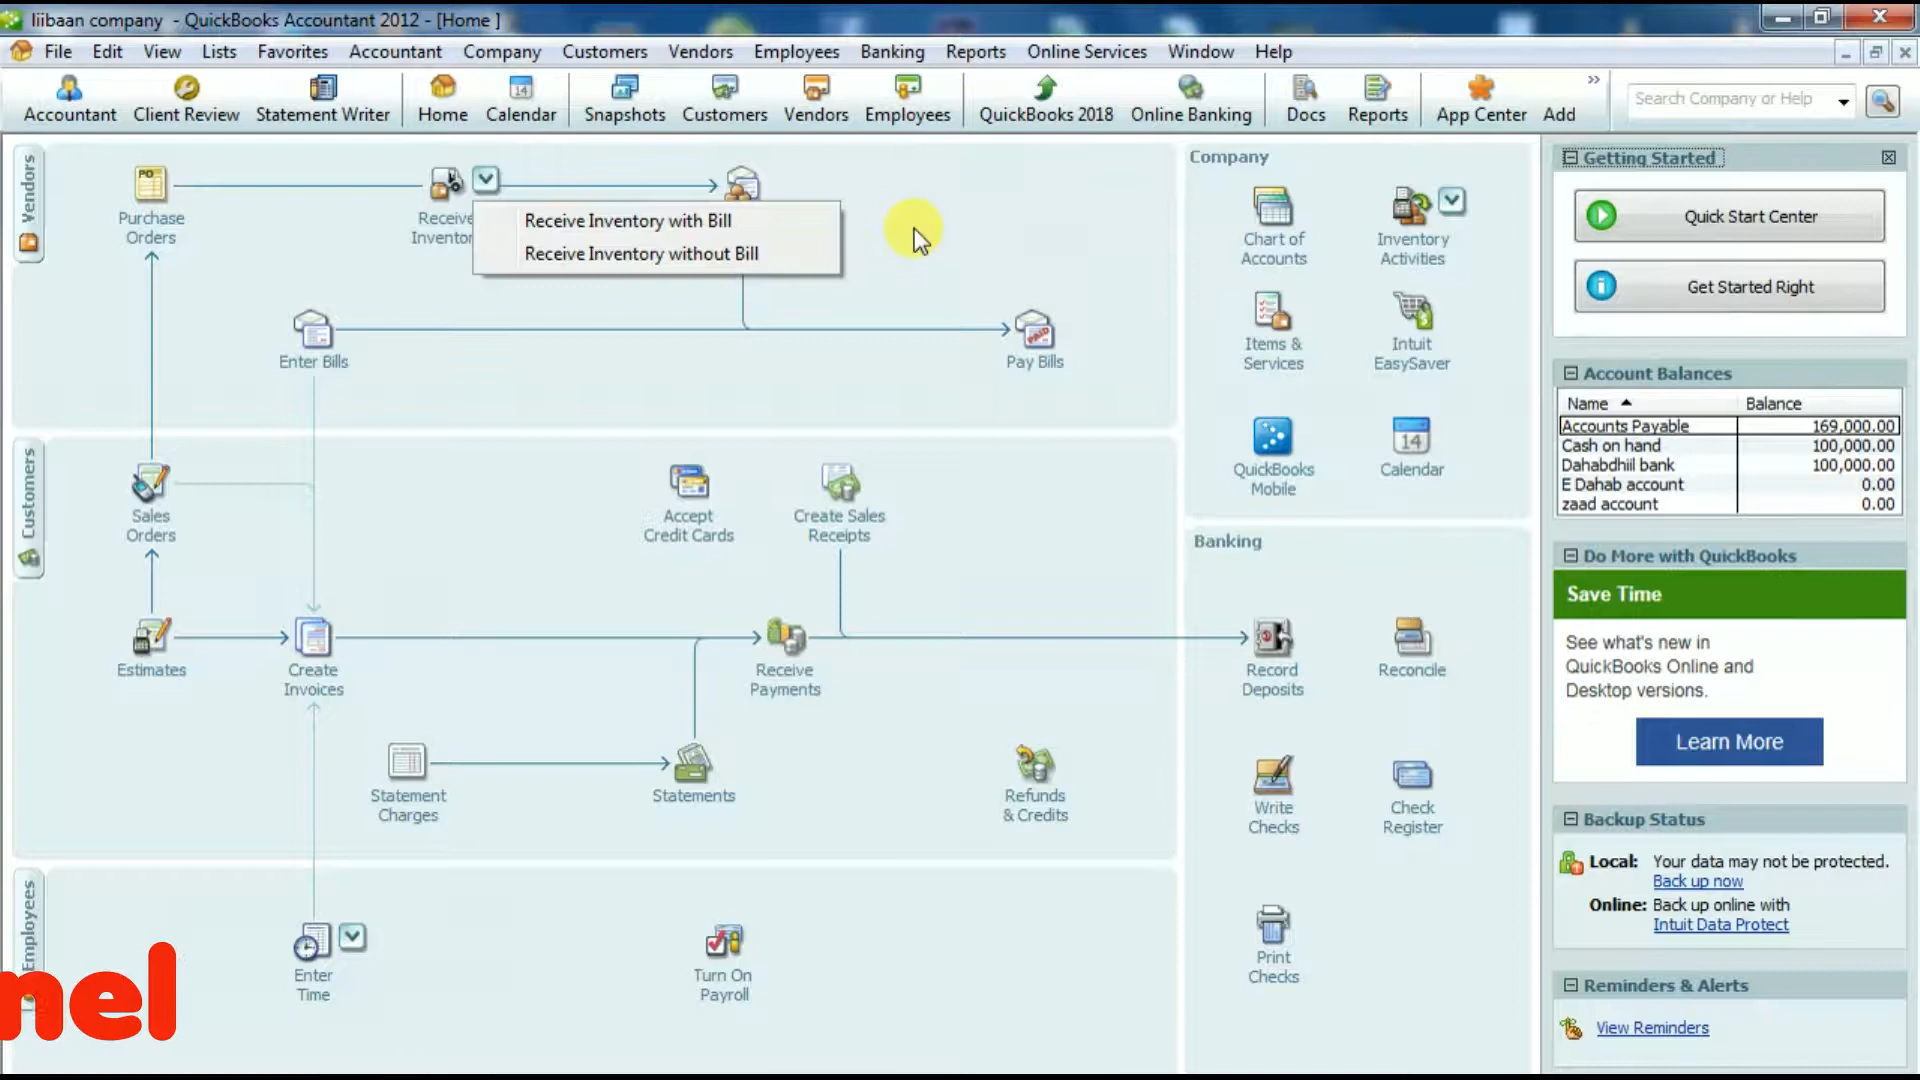 liibaan company - QuickBooks Accountant 2012 - [Home ]
File Edit View Lists Favorites Accountant Company Customers Vendors Employees Banking Reports Online Services Window Help
Accountant Client Review Statement Writer Home Calendar Snapshots Customers Vendors Employees QuickBooks 2018 Online Banking Docs Reports App Center Add
Search Company or Help
Vendors
PO
Purchase
Orders
Receive
Receive Inventory with Bill
Receive Inventory without Bill
Enter Bills
PAID
Pay Bills
Customers
Sales
Orders
Accept
Credit Cards
Create Sales
Receipts
Estimates
Create
Invoices
Receive
Payments
Statement
Charges
Statements
Refunds
& Credits
Employees
Enter
Time
Turn On
Payroll
nel
Company
Chart of
Accounts
Inventory
Activities
Items &
Services
Intuit
EasySaver
QuickBooks
Mobile
14
Calendar
Banking
Record
Deposits
Reconcile
Write
Checks
Check
Register
Print
Checks
Getting Started
Quick Start Center
Get Started Right
Account Balances
Name Balance
Accounts Payable 169,000.00
Cash on hand 100,000.00
Dahabdhiil bank 100,000.00
E Dahab account 0.00
zaad account 0.00
Do More with QuickBooks
Save Time
See what's new in
QuickBooks Online and
Desktop versions.
Learn More
Backup Status
Local: Your data may not be protected.
Back up now
Online: Back up online with
Intuit Data Protect
Reminders & Alerts
View Reminders